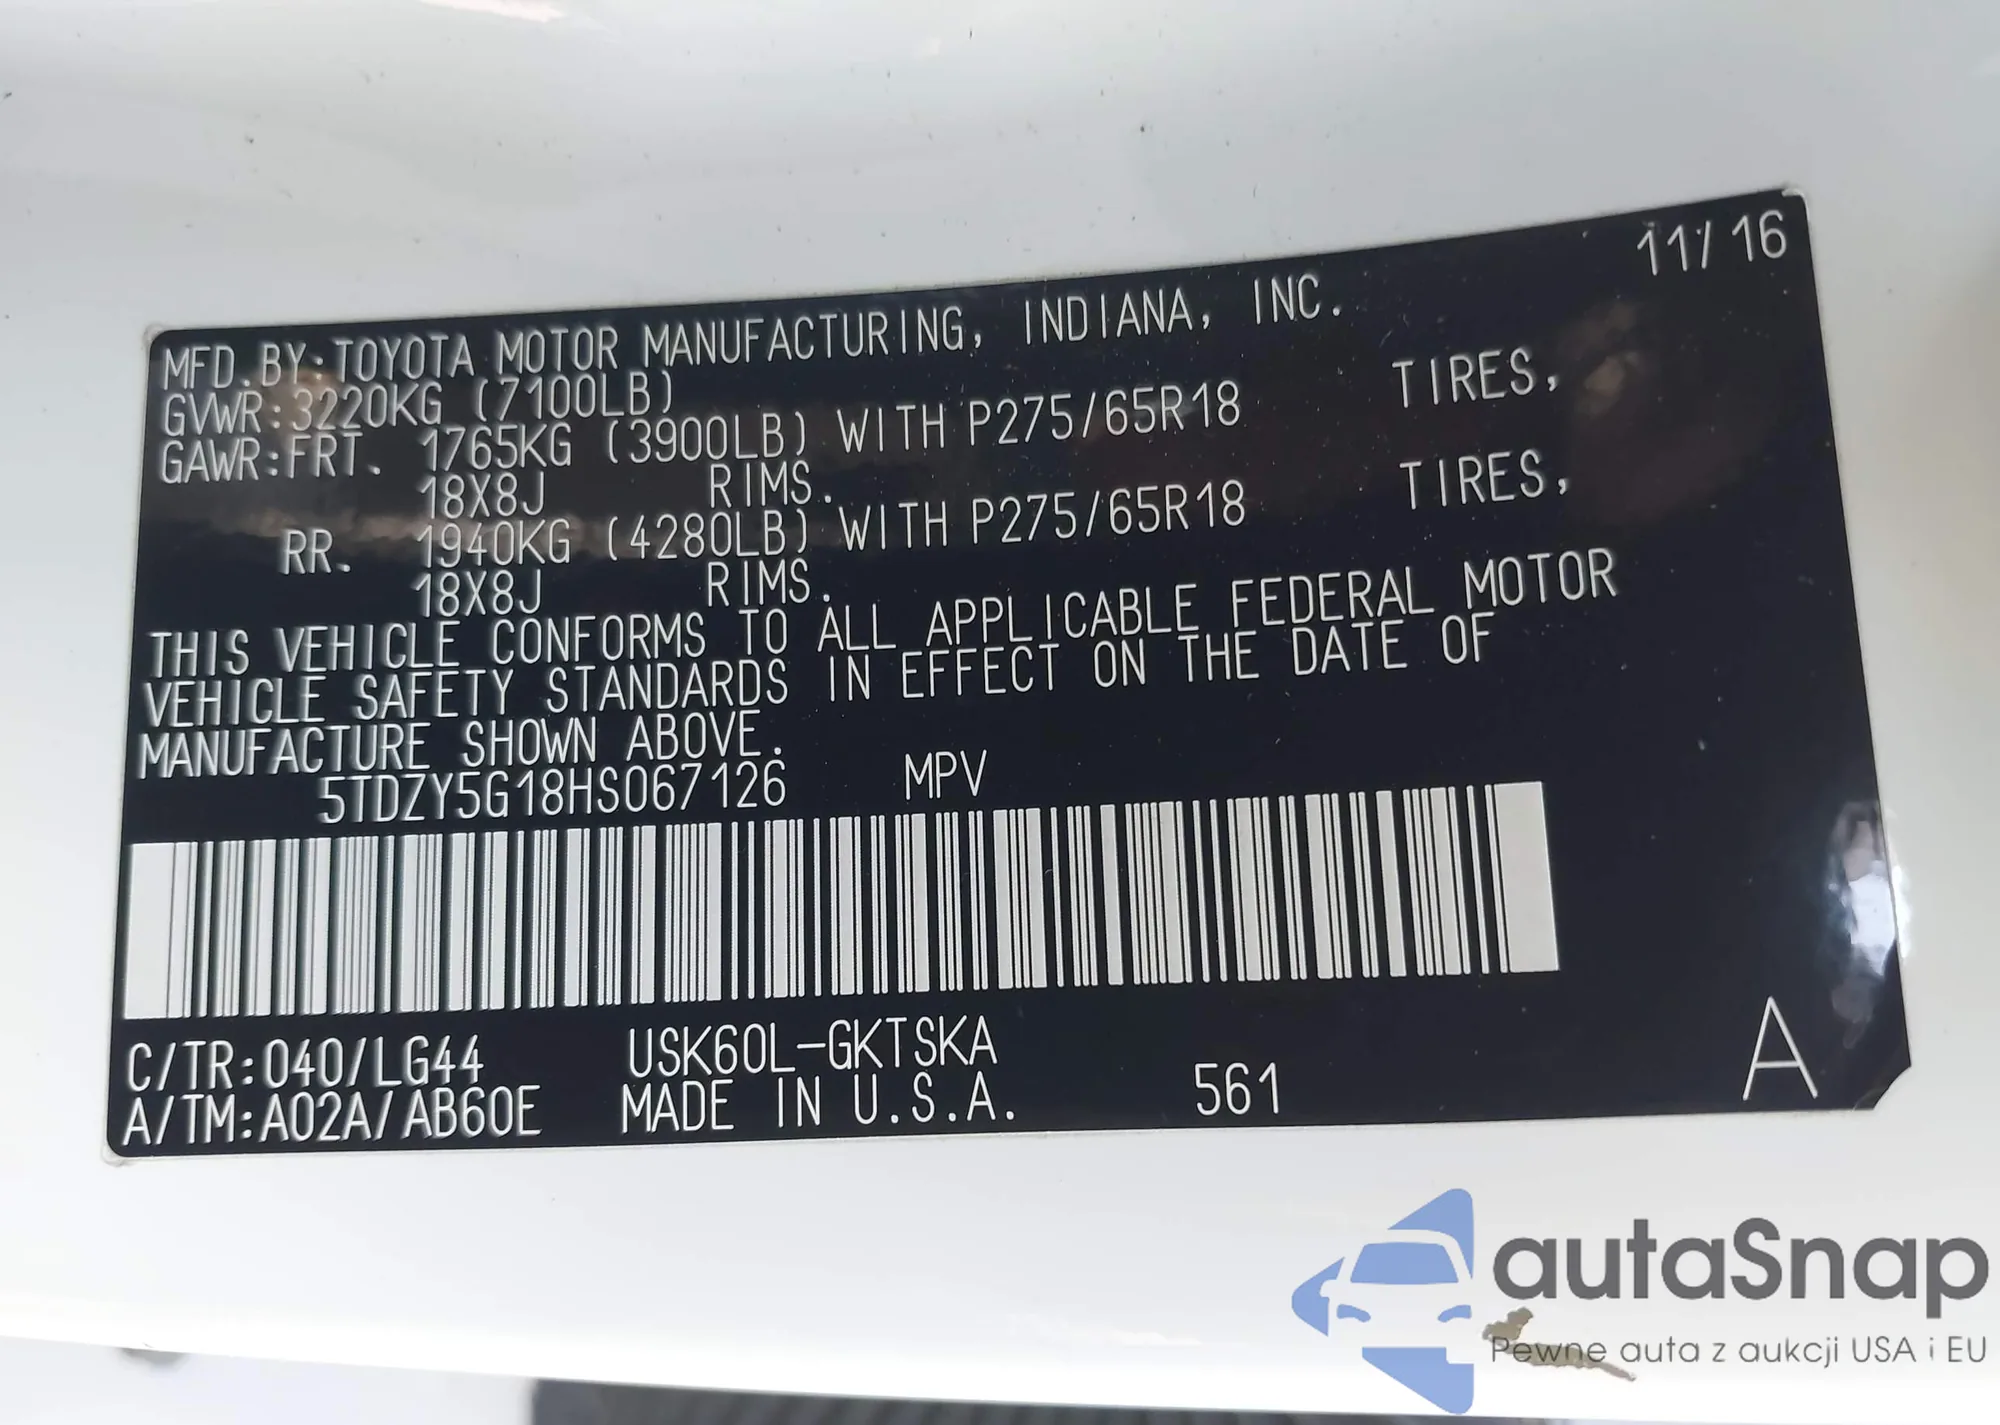 11/16
MFD.BY:TOYOTA MOTOR MANUFACTURING, INDIANA, INC.
GVWR:3220KG (7100LB)
GAWR:FRT. 1765KG (3900LB) WITH P275/65R18 TIRES,
18X8J RIMS.
RR. 1940KG (4280LB) WITH P275/65R18 TIRES,
18X8J RIMS.
THIS VEHICLE CONFORMS TO ALL APPLICABLE FEDERAL MOTOR
VEHICLE SAFETY STANDARDS IN EFFECT ON THE DATE OF
MANUFACTURE SHOWN ABOVE.
5TDZY5G18HS067126 MPV
C/TR:040/LG44 USK60L-GKTSKA
A/TM:A02A/AB60E MADE IN U.S.A. 561 A
autaSnap
Pewne auta z aukcji USA i EU